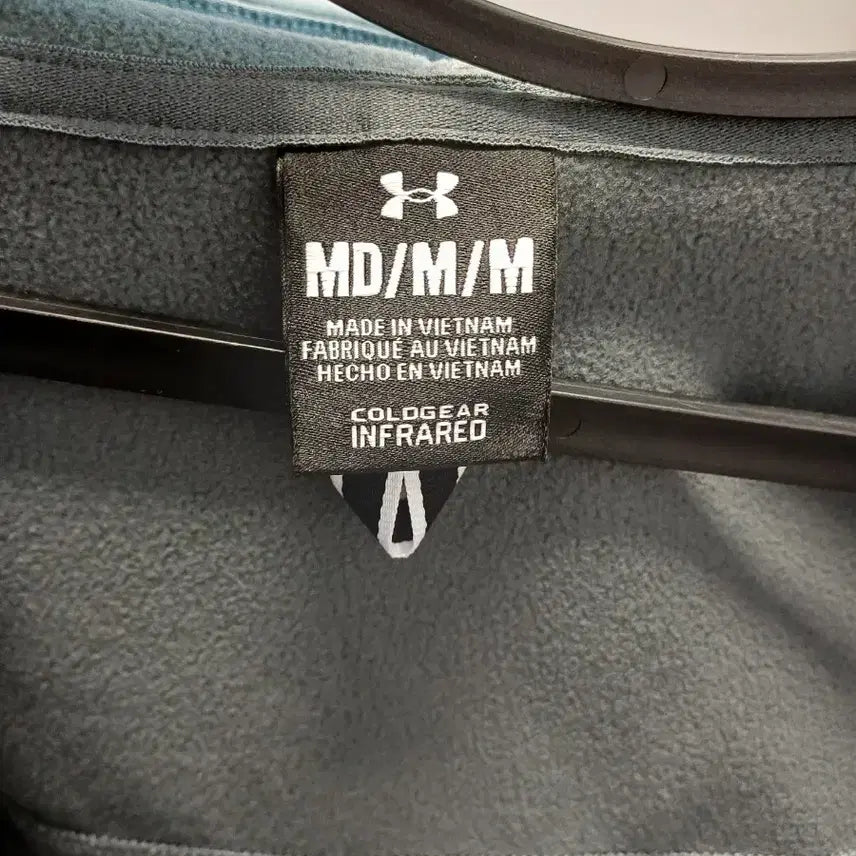 MD/M/M
MADE IN VIETNAM
FABRIQUÉ AU VIETNAM
HECHO EN VIETNAM
COLDGEAR
INFRARED